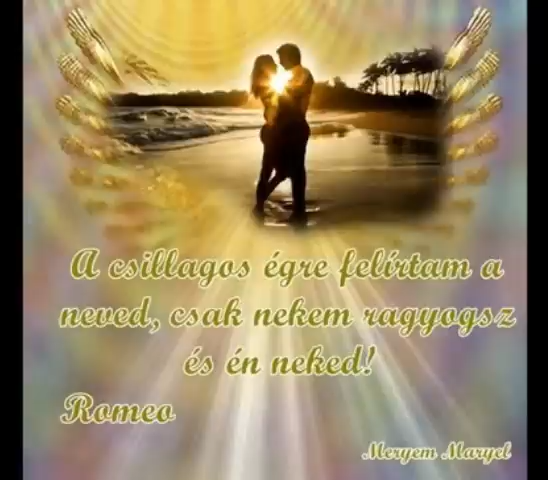 A csillagos égre felírtam a
neved, csak nekem ragyogsz
és én neked!
Romeo
Meryem Maryel